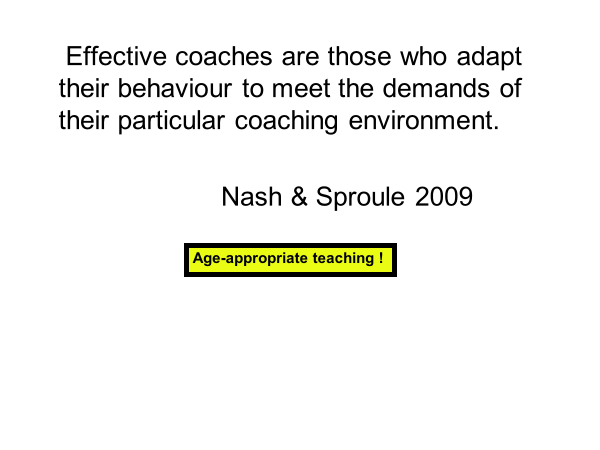 Effective coaches are those who adapt
their behaviour to meet the demands of
their particular coaching environment.
Nash & Sproule 2009
Age-appropriate teaching !